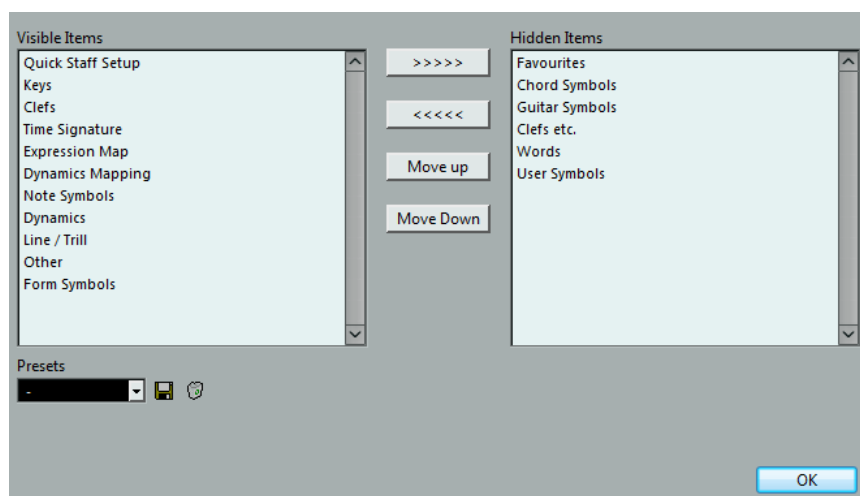 Visible Items
Quick Staff Setup
Keys
Clefs
Time Signature
Expression Map
Dynamics Mapping
Note Symbols
Dynamics
Line / Trill
Other
Form Symbols
>>>>>
<<<<<
Move up
Move Down
Hidden Items
Favourites
Chord Symbols
Guitar Symbols
Clefs etc.
Words
User Symbols
Presets
-
OK